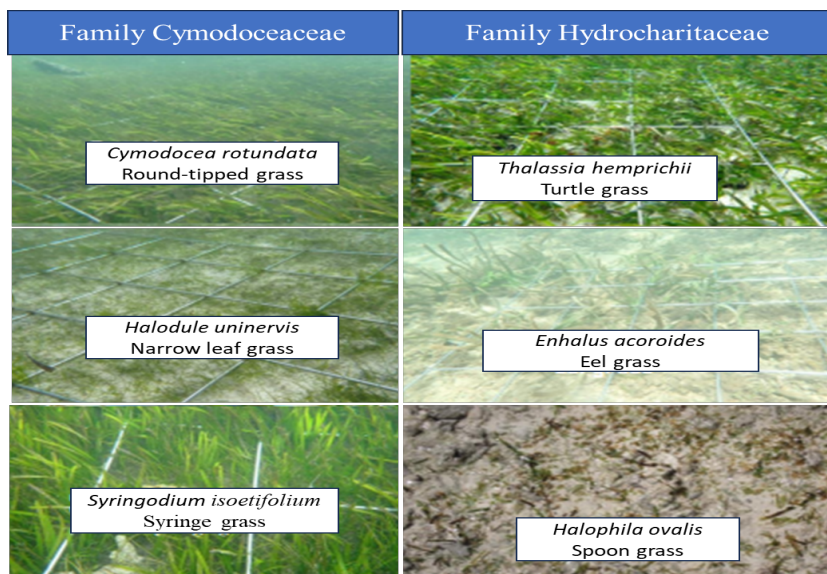 Family Cymodoceaceae
Family Hydrocharitaceae
Cymodocea rotundata
Round-tipped grass
Thalassia hemprichii
Turtle grass
Halodule uninervis
Narrow leaf grass
Enhalus acoroides
Eel grass
Syringodium isoetifolium
Syringe grass
Halophila ovalis
Spoon grass